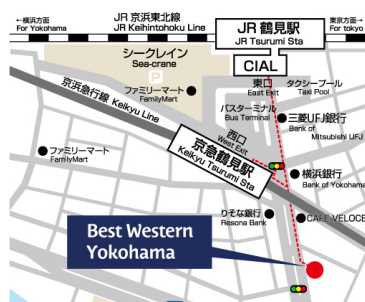 ←横浜方面
For Yokohama
JR 京浜東北線
JR Keihintohoku Line
JR 鶴見駅
JR Tsurumi Sta
東京方面→
For tokyo
シークレイン
Sea-crane
P
CIAL
東口
East Exit
タクシープール
Taxi Pool
ファミリーマート
FamilyMart
バスターミナル
Bus Terminal
三菱UFJ銀行
Bank of
Mitsubishi UFJ
京浜急行線 Keikyu Line
西口
West Exit
京急鶴見駅
Keikyu Tsurumi Sta
ファミリーマート
FamilyMart
横浜銀行
Bank of Yokohama
りそな銀行
Resona Bank
CAFE VELOCE
Best Western
Yokohama